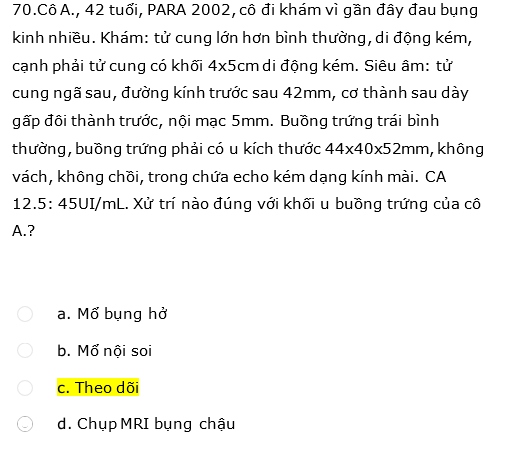 70.Cô A., 42 tuổi, PARA 2002, cô đi khám vì gần đây đau bụng
kinh nhiều. Khám: tử cung lớn hơn bình thường, di động kém,
cạnh phải tử cung có khối 4x5cm di động kém. Siêu âm: tử
cung ngã sau, đường kính trước sau 42mm, cơ thành sau dày
gấp đôi thành trước, nội mạc 5mm. Buồng trứng trái bình
thường, buồng trứng phải có u kích thước 44x40x52mm, không
vách, không chồi, trong chứa echo kém dạng kính mài. CA
12.5: 45UI/mL. Xử trí nào đúng với khối u buồng trứng của cô
A.?
a. Mổ bụng hở
b. Mổ nội soi
c. Theo dõi
d. Chụp MRI bụng chậu